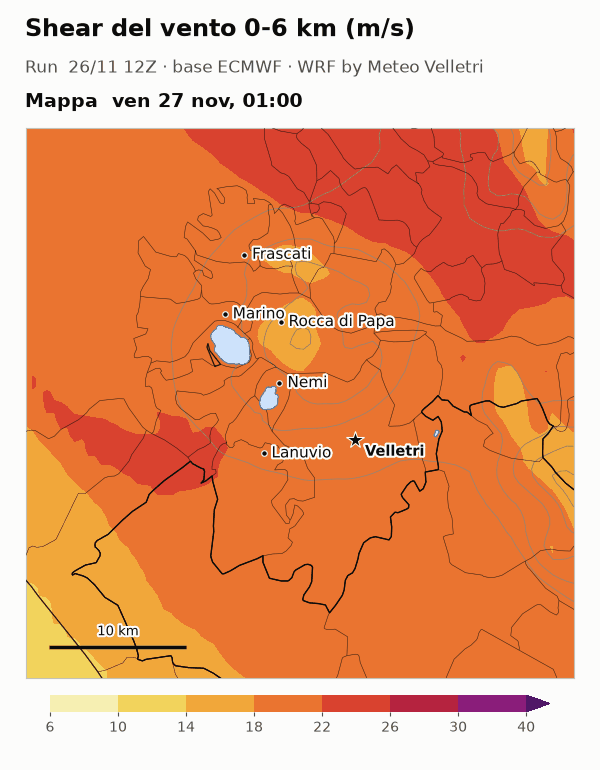 Shear del vento 0-6 km (m/s)
Run  26/11 12Z · base ECMWF · WRF by Meteo Velletri
Mappa  ven 27 nov, 01:00
Frascati
Marino
Rocca di Papa
Nemi
Velletri
Lanuvio
10 km
6 10 14 18 22 26 30 40